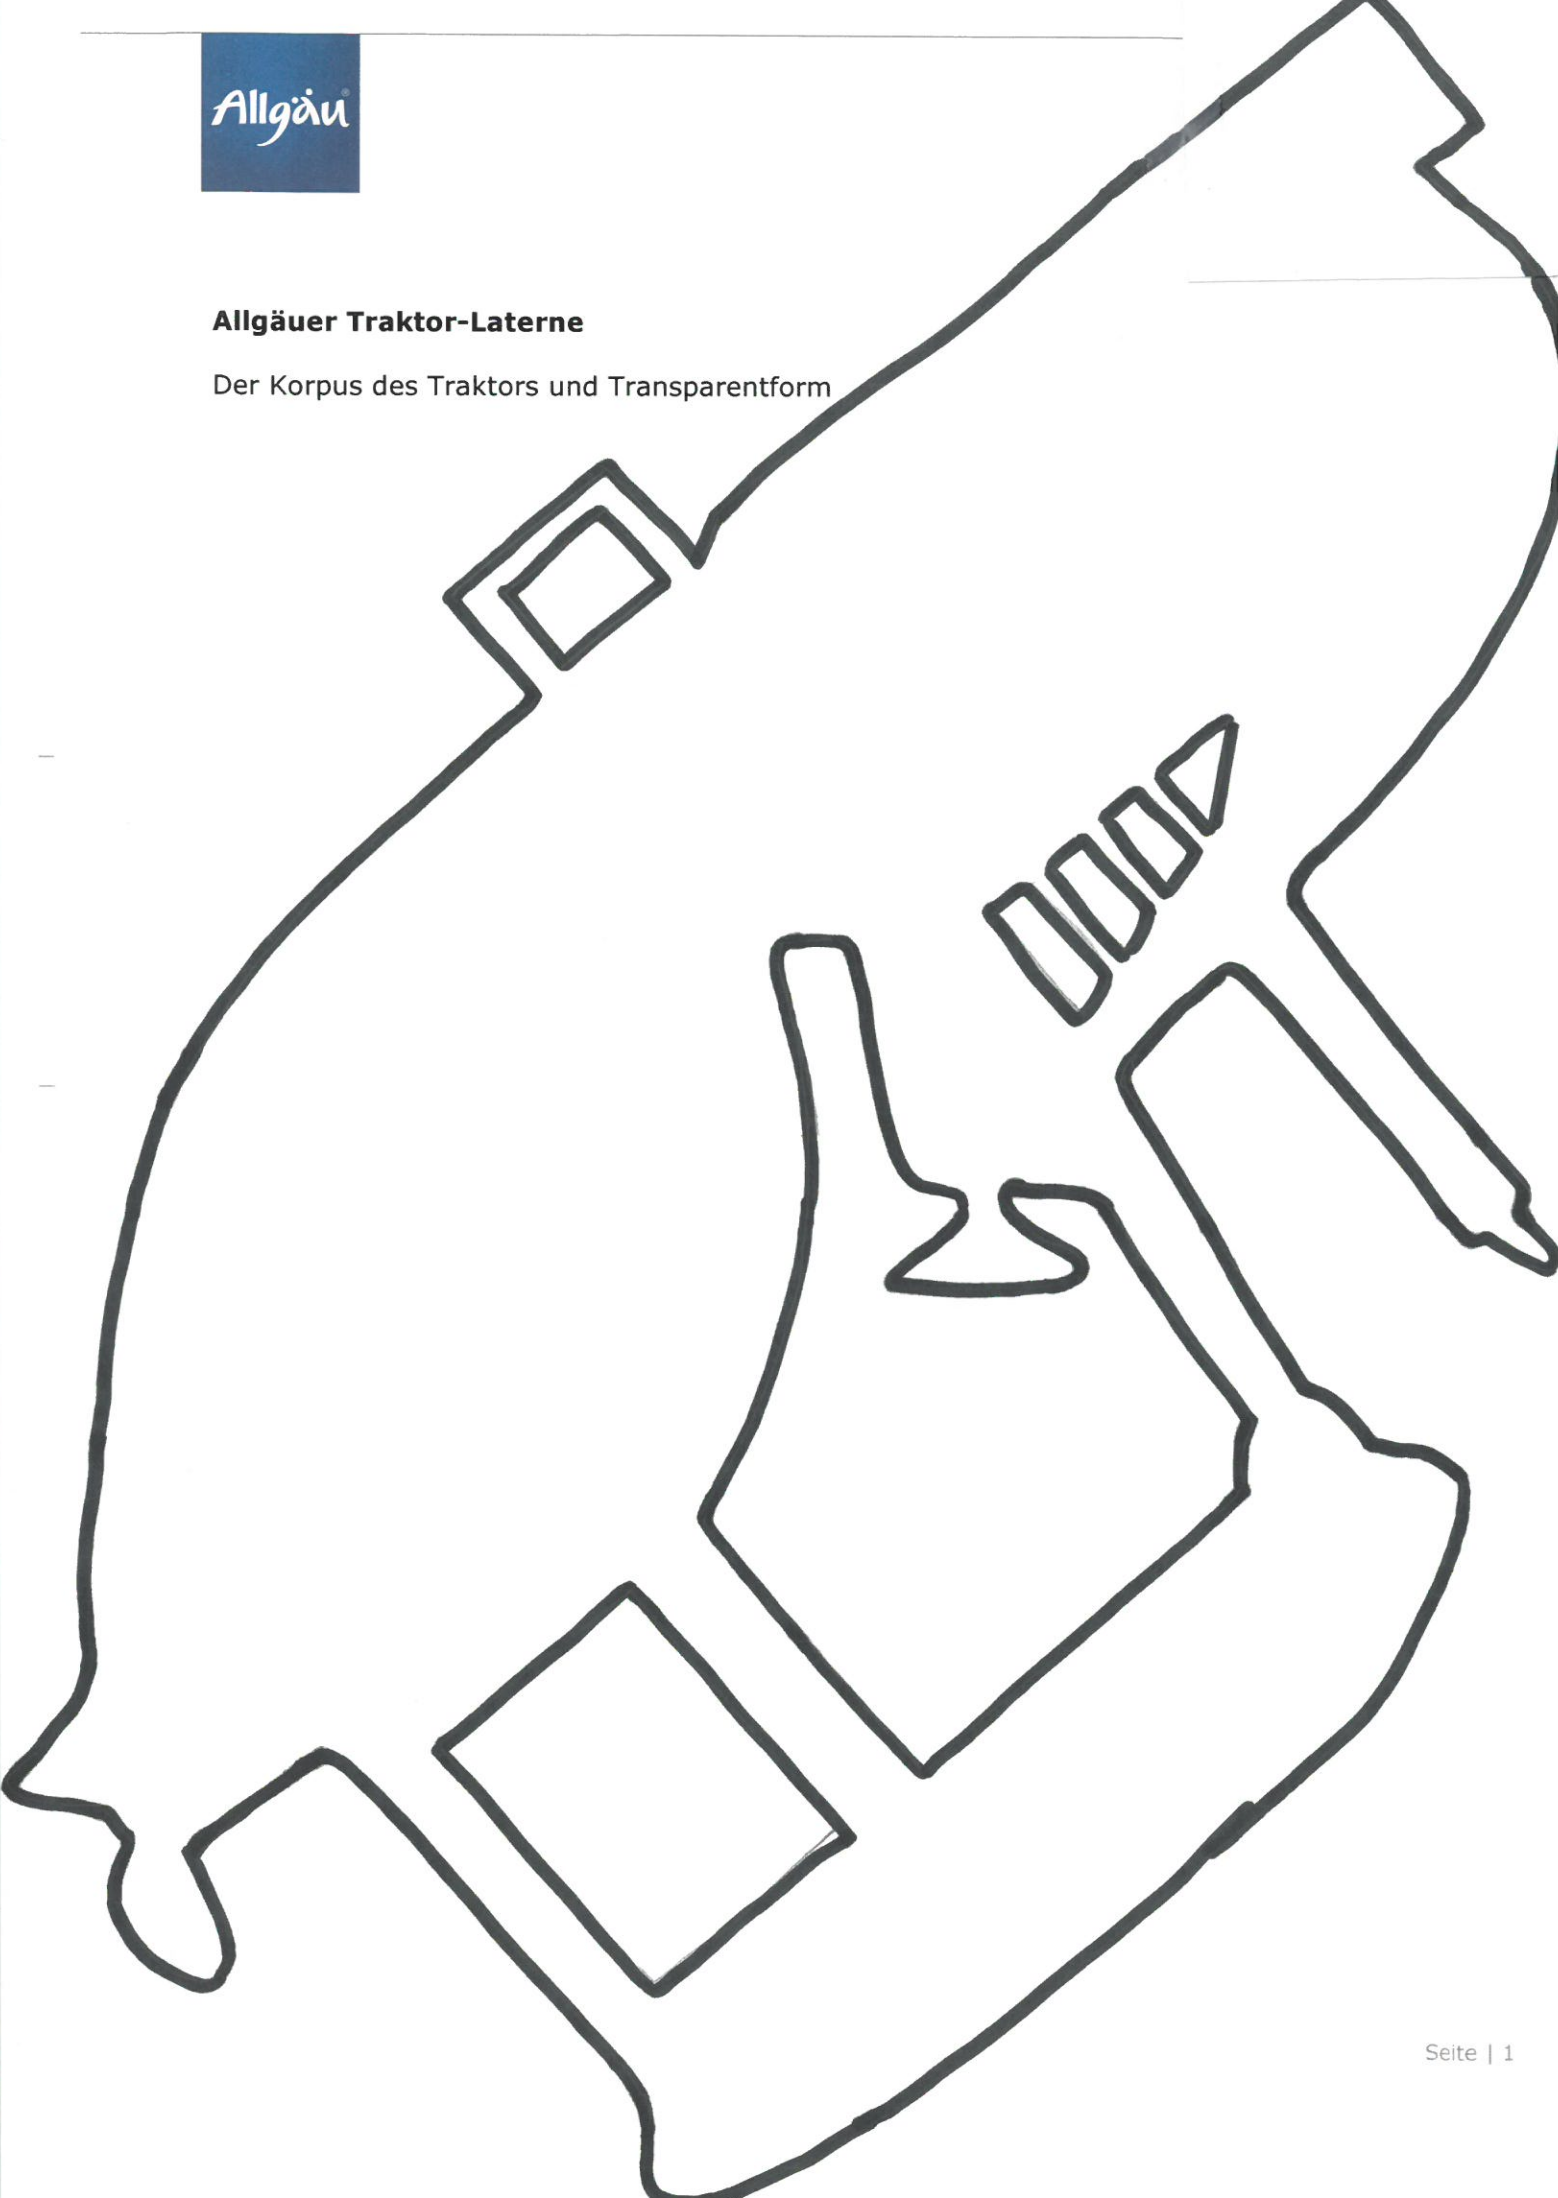 Allgäu®
Allgäuer Traktor-Laterne
Der Korpus des Traktors und Transparentform
Seite | 1